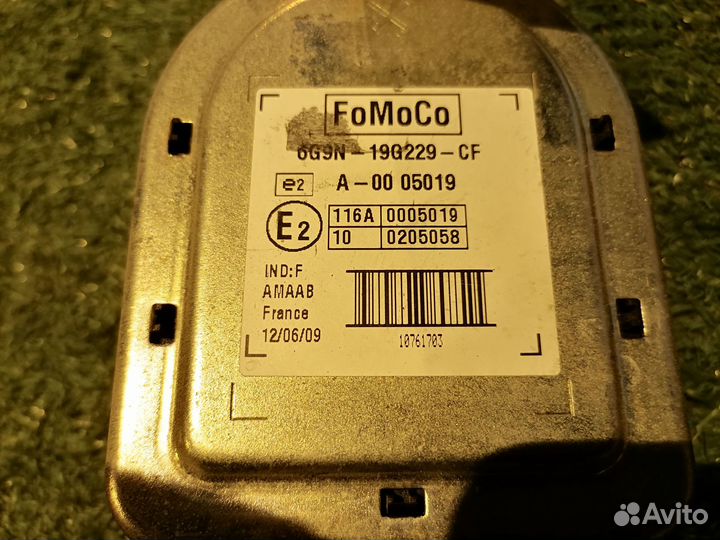 FoMoCo
6G9N-19G229-CF
e2 A-00 05019
E2 116A 0005019
10 0205058
IND:F
AMAAB
France
12/06/09
10761703
Avito